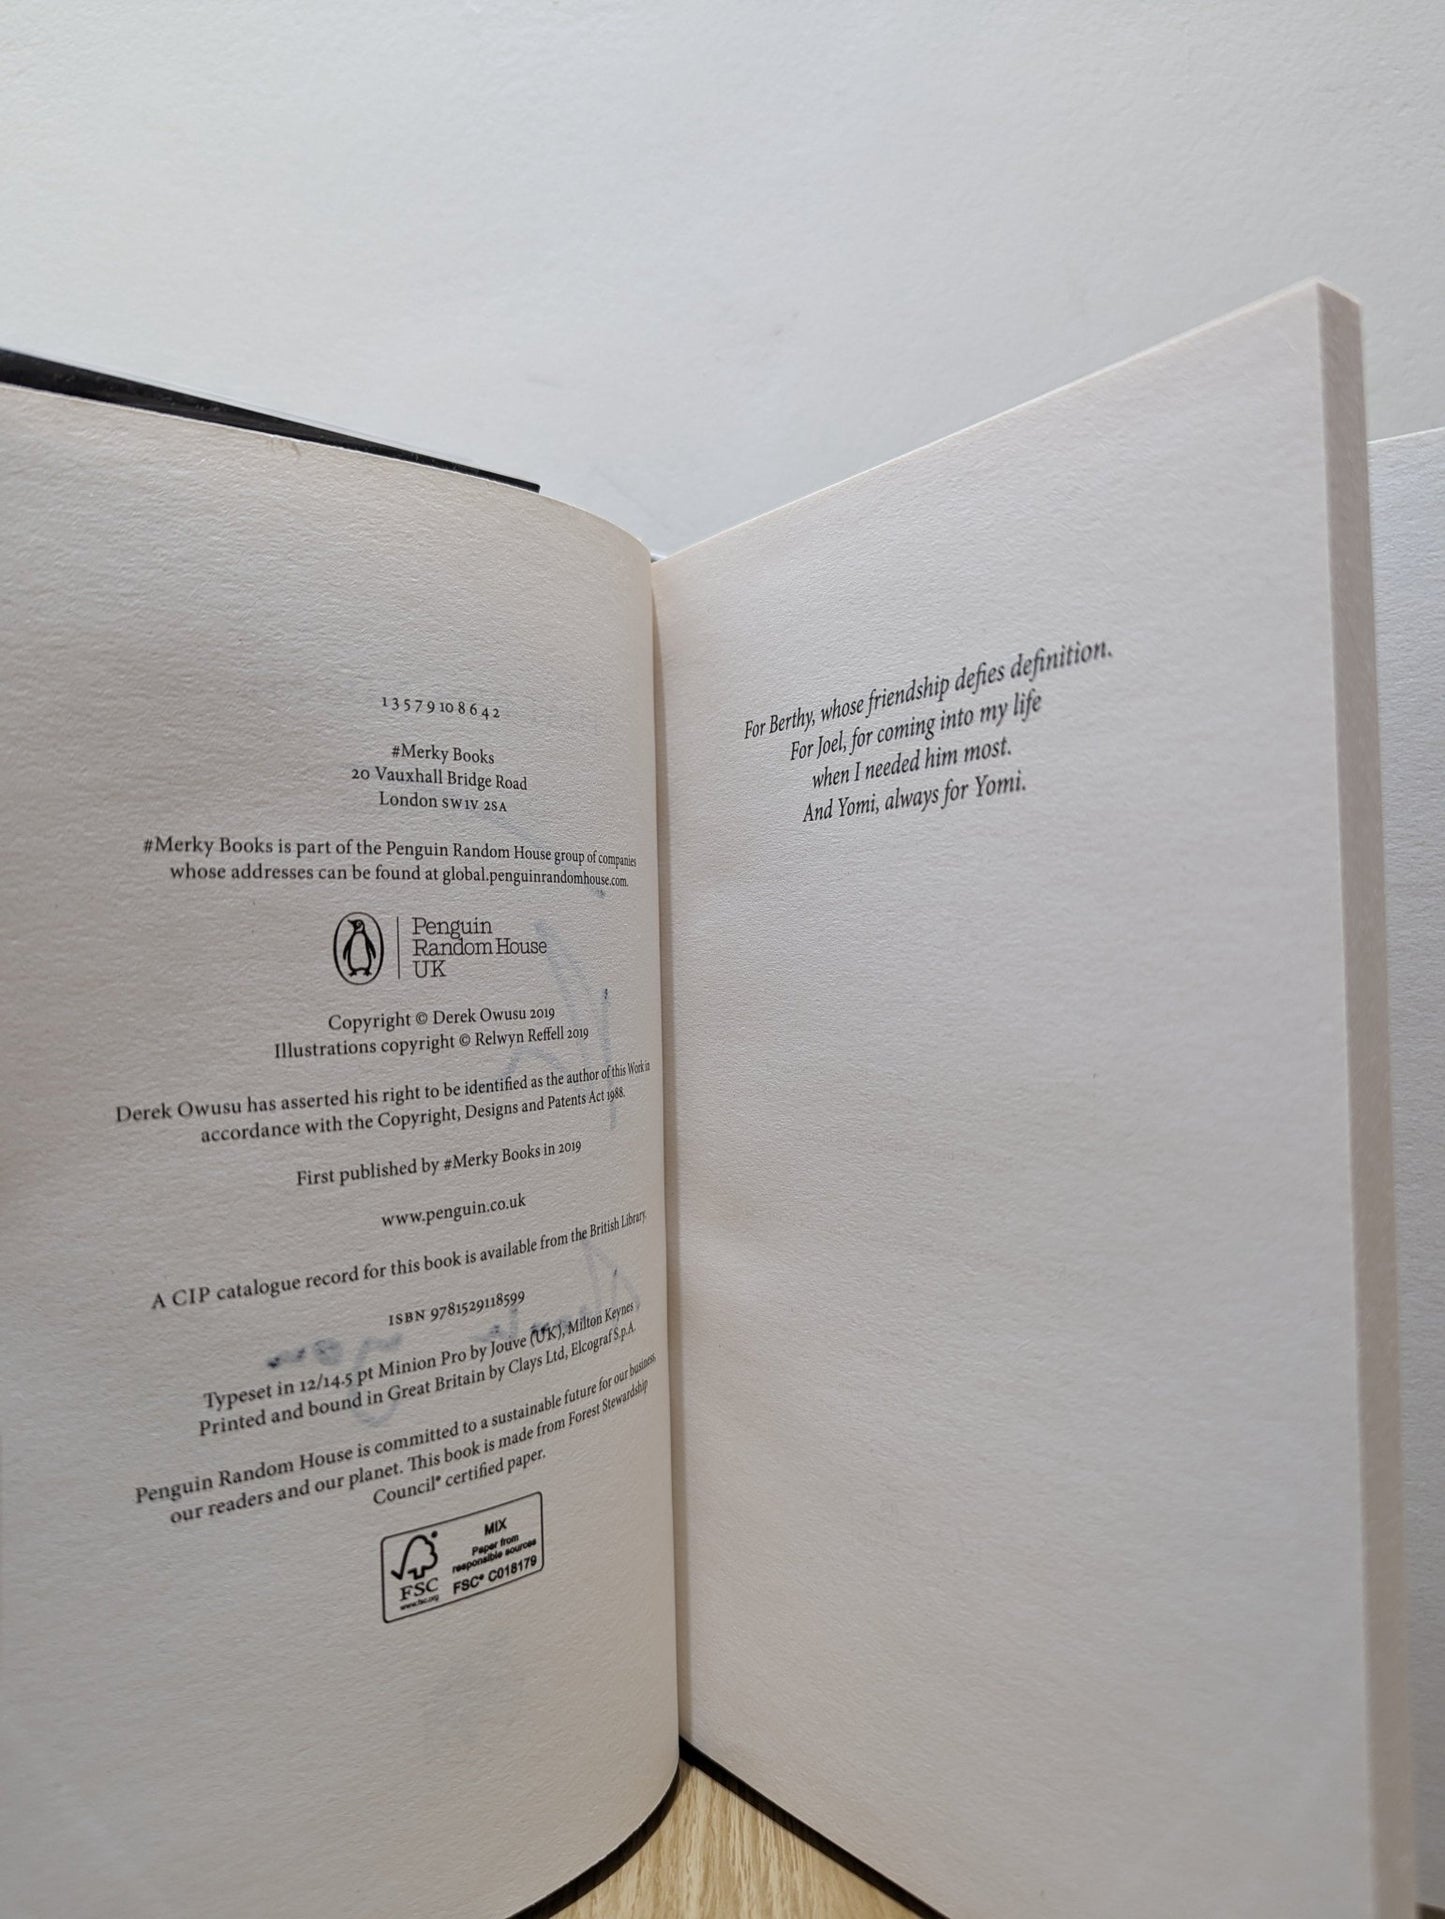 1 3 5 7 9 10 8 6 4 2
#Merky Books
20 Vauxhall Bridge Road
London SW1V 2SA
#Merky Books is part of the Penguin Random House group of companies
whose addresses can be found at global.penguinrandomhouse.com.
Penguin
Random House
UK
Copyright © Derek Owusu 2019
Illustrations copyright © Relwyn Reffell 2019
Derek Owusu has asserted his right to be identified as the author of this Work in
accordance with the Copyright, Designs and Patents Act 1988.
First published by #Merky Books in 2019
www.penguin.co.uk
A CIP catalogue record for this book is available from the British Library.
ISBN 9781529118599
Typeset in 12/14.5 pt Minion Pro by Jouve (UK), Milton Keynes
Printed and bound in Great Britain by Clays Ltd, Elcograf S.p.A.
Penguin Random House is committed to a sustainable future for our business,
our readers and our planet. This book is made from Forest Stewardship
Council® certified paper.
MIX
Paper from
responsible sources
FSC® C018179
FSC
www.fsc.org
For Berthy, whose friendship defies definition.
For Joel, for coming into my life
when I needed him most.
And Yomi, always for Yomi.